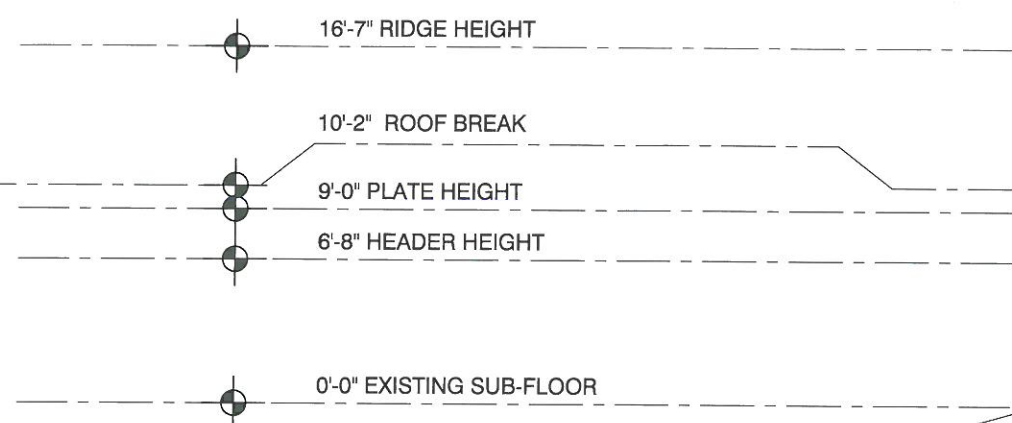 16'-7" RIDGE HEIGHT
10'-2" ROOF BREAK
9'-0" PLATE HEIGHT
6'-8" HEADER HEIGHT
0'-0" EXISTING SUB-FLOOR